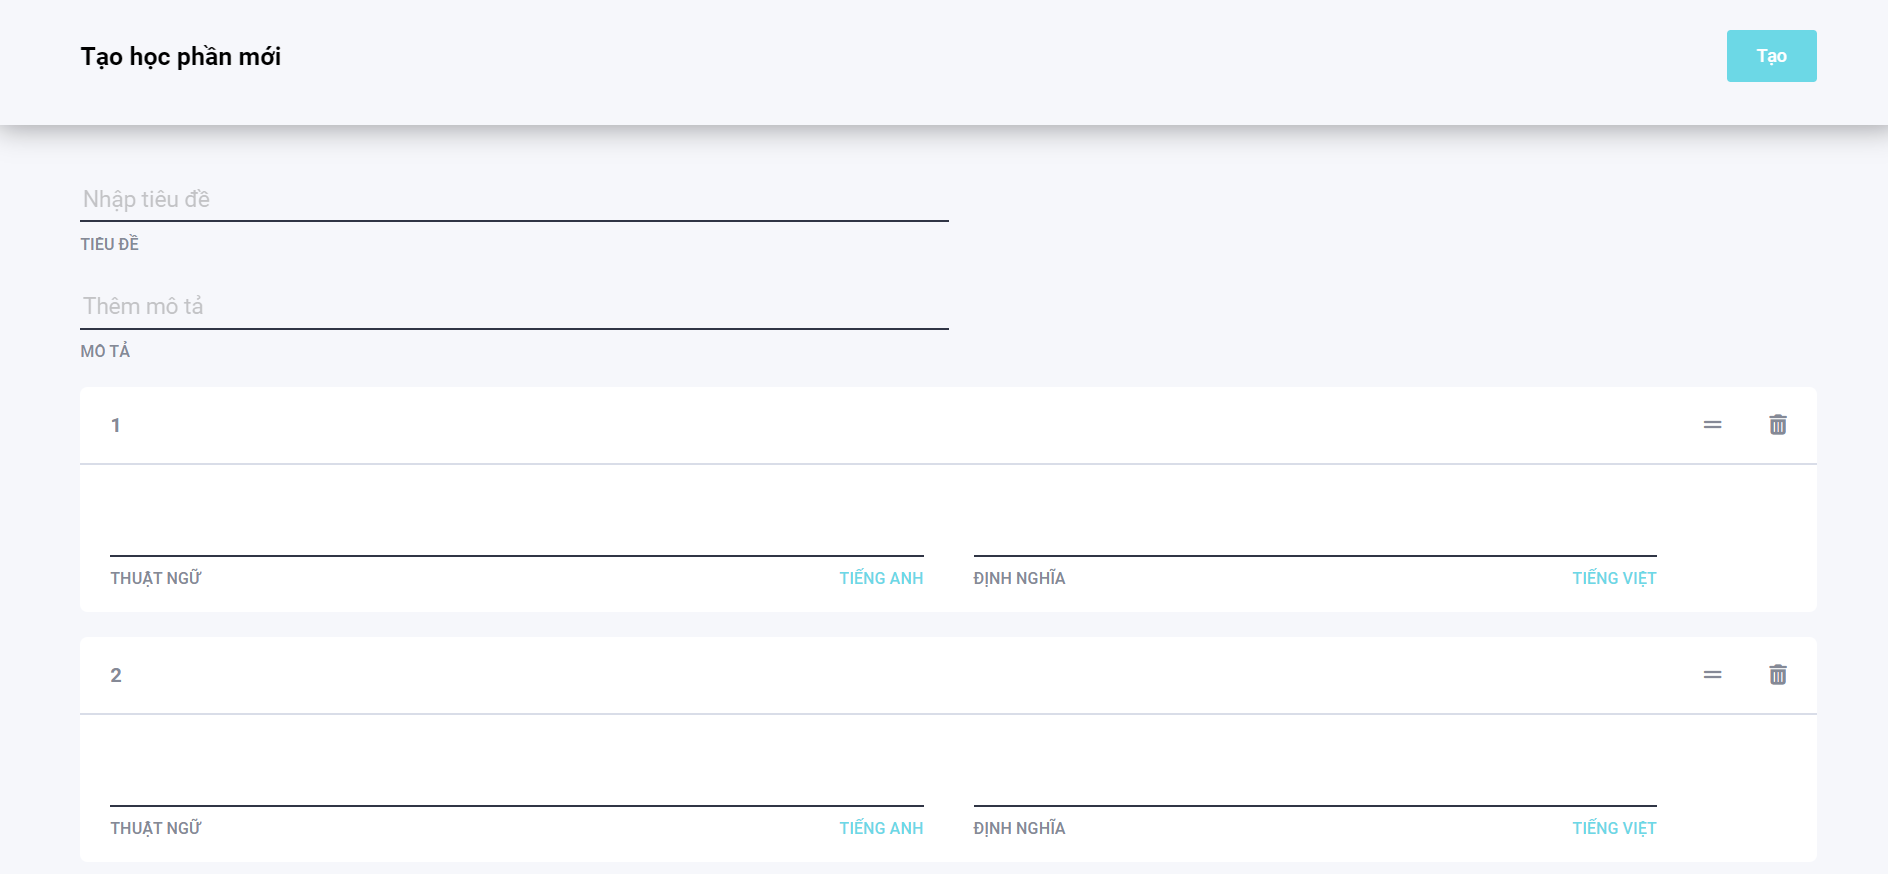 Tạo học phần mới
Tạo
Nhập tiêu đề
TIÊU ĐỀ
Thêm mô tả
MÔ TẢ
1
THUẬT NGỮ TIẾNG ANH ĐỊNH NGHĨA TIẾNG VIỆT
2
THUẬT NGỮ TIẾNG ANH ĐỊNH NGHĨA TIẾNG VIỆT